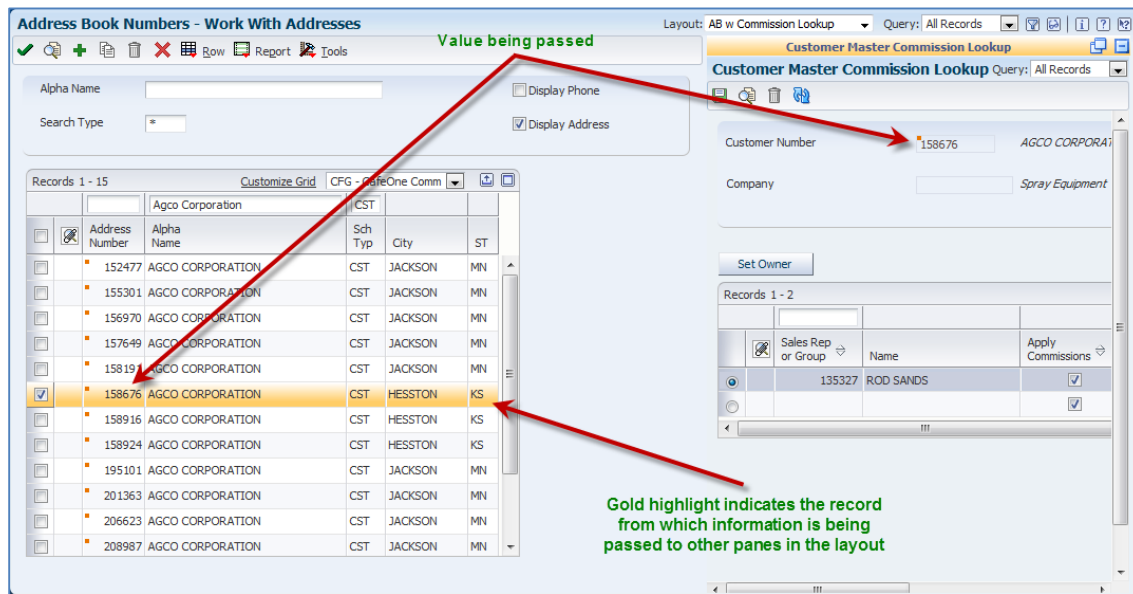 Address Book Numbers - Work With Addresses
Layout: AB w Commission Lookup Query: All Records
Row Report Tools
Value being passed
Customer Master Commission Lookup
Customer Master Commission Lookup Query: All Records
Alpha Name
Display Phone
Search Type *
Display Address
Customer Number 158676 AGCO CORPORAT
Company Spray Equipment
Records 1 - 15 Customize Grid CFG - CafeOne Comm
Agco Corporation CST
Address Number Alpha Name Sch Typ City ST
152477 AGCO CORPORATION CST JACKSON MN
155301 AGCO CORPORATION CST JACKSON MN
156970 AGCO CORPORATION CST JACKSON MN
157649 AGCO CORPORATION CST JACKSON MN
158191 AGCO CORPORATION CST JACKSON MN
158676 AGCO CORPORATION CST HESSTON KS
158916 AGCO CORPORATION CST HESSTON KS
158924 AGCO CORPORATION CST HESSTON KS
195101 AGCO CORPORATION CST JACKSON MN
201363 AGCO CORPORATION CST JACKSON MN
206623 AGCO CORPORATION CST JACKSON MN
208987 AGCO CORPORATION CST JACKSON MN
Set Owner
Records 1 - 2
Sales Rep or Group Name Apply Commissions
135327 ROD SANDS
Gold highlight indicates the record
from which information is being
passed to other panes in the layout